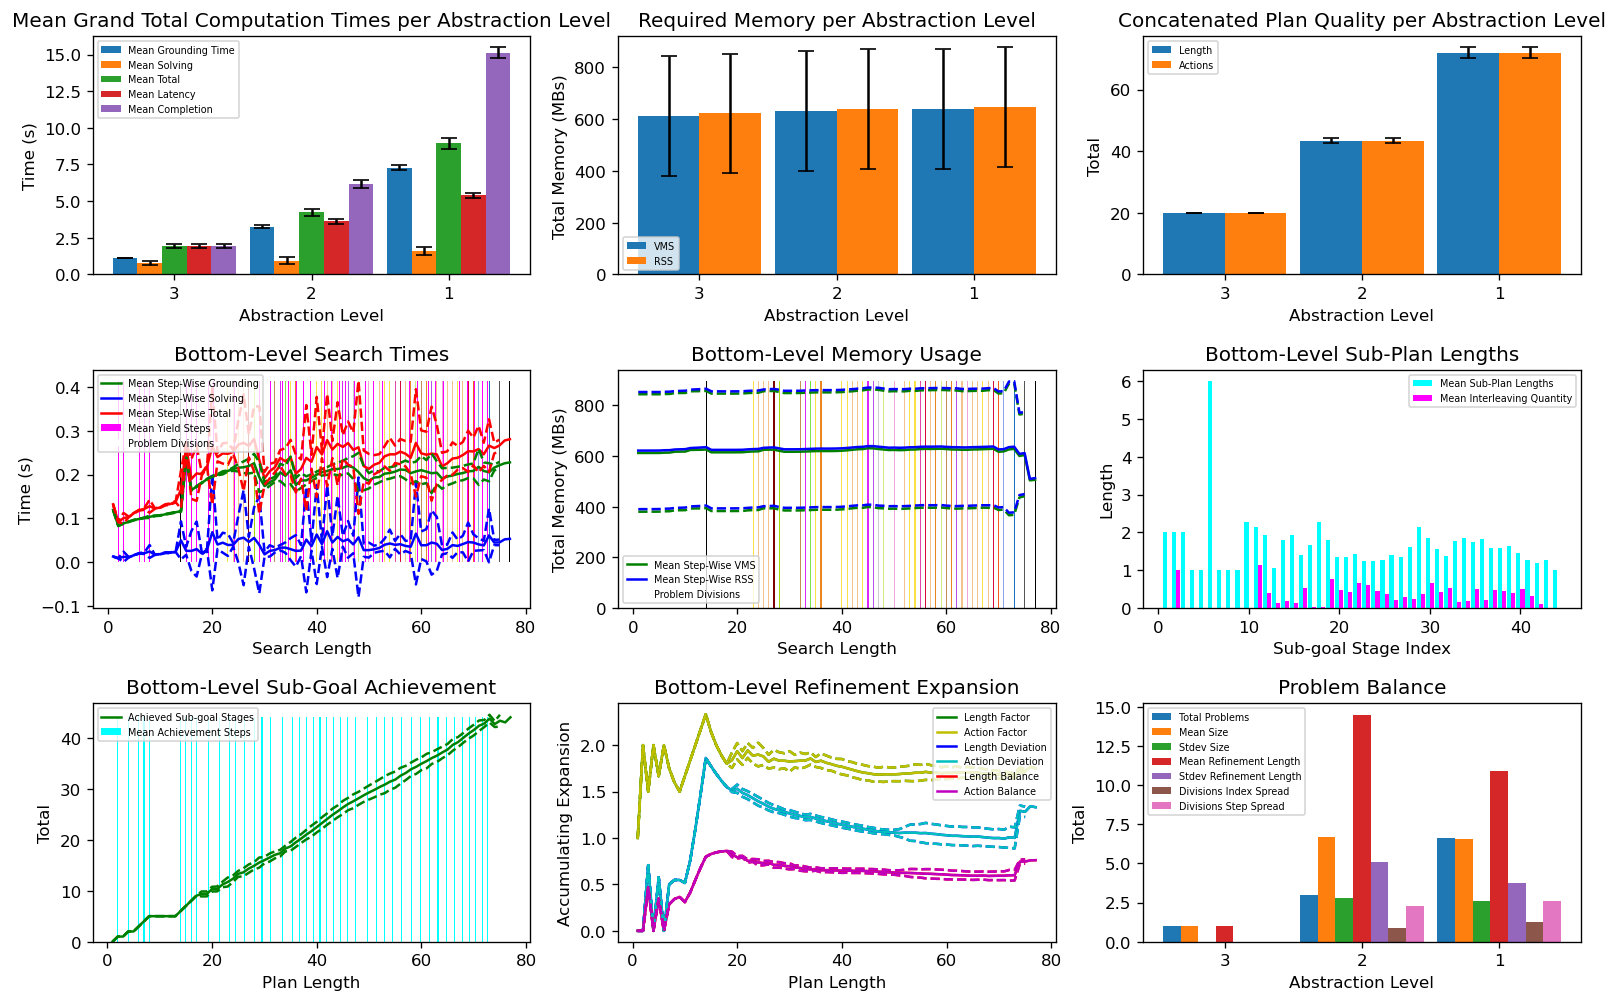 Mean Grand Total Computation Times per Abstraction Level
Time (s)
15.0
12.5
10.0
7.5
5.0
2.5
0.0
Mean Grounding Time
Mean Solving
Mean Total
Mean Latency
Mean Completion
3 2 1
Abstraction Level
Required Memory per Abstraction Level
Total Memory (MBs)
800
600
400
200
0
VMS
RSS
3 2 1
Abstraction Level
Concatenated Plan Quality per Abstraction Level
Total
60
40
20
0
Length
Actions
3 2 1
Abstraction Level
Bottom-Level Search Times
Time (s)
0.4
0.3
0.2
0.1
0.0
−0.1
Mean Step-Wise Grounding
Mean Step-Wise Solving
Mean Step-Wise Total
Mean Yield Steps
Problem Divisions
0 20 40 60 80
Search Length
Bottom-Level Memory Usage
Total Memory (MBs)
800
600
400
200
0
Mean Step-Wise VMS
Mean Step-Wise RSS
Problem Divisions
0 20 40 60 80
Search Length
Bottom-Level Sub-Plan Lengths
Length
6
5
4
3
2
1
0
Mean Sub-Plan Lengths
Mean Interleaving Quantity
0 10 20 30 40
Sub-goal Stage Index
Bottom-Level Sub-Goal Achievement
Total
40
30
20
10
0
Achieved Sub-goal Stages
Mean Achievement Steps
0 20 40 60 80
Plan Length
Bottom-Level Refinement Expansion
Accumulating Expansion
2.0
1.5
1.0
0.5
0.0
Length Factor
Action Factor
Length Deviation
Action Deviation
Length Balance
Action Balance
0 20 40 60 80
Plan Length
Problem Balance
Total
15.0
12.5
10.0
7.5
5.0
2.5
0.0
Total Problems
Mean Size
Stdev Size
Mean Refinement Length
Stdev Refinement Length
Divisions Index Spread
Divisions Step Spread
3 2 1
Abstraction Level